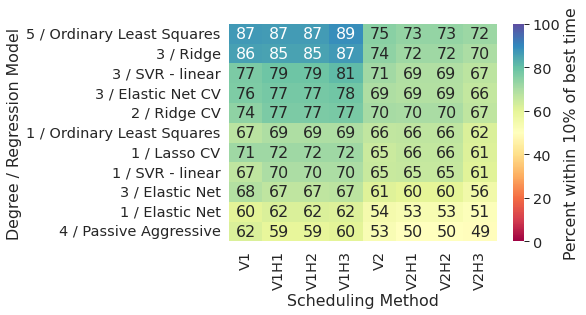 Degree / Regression Model
5 / Ordinary Least Squares 87 87 87 89 75 73 73 72
3 / Ridge 86 85 85 87 74 72 72 70
3 / SVR - linear 77 79 79 81 71 69 69 67
3 / Elastic Net CV 76 77 77 78 69 69 69 66
2 / Ridge CV 74 77 77 77 70 70 70 67
1 / Ordinary Least Squares 67 69 69 69 66 66 66 62
1 / Lasso CV 71 72 72 72 65 66 66 61
1 / SVR - linear 67 70 70 70 65 65 65 61
3 / Elastic Net 68 67 67 67 61 60 60 56
1 / Elastic Net 60 62 62 62 54 53 53 51
4 / Passive Aggressive 62 59 59 60 53 50 50 49
V1 V1H1 V1H2 V1H3 V2 V2H1 V2H2 V2H3
Scheduling Method
100
80
60
40
20
0
Percent within 10% of best time